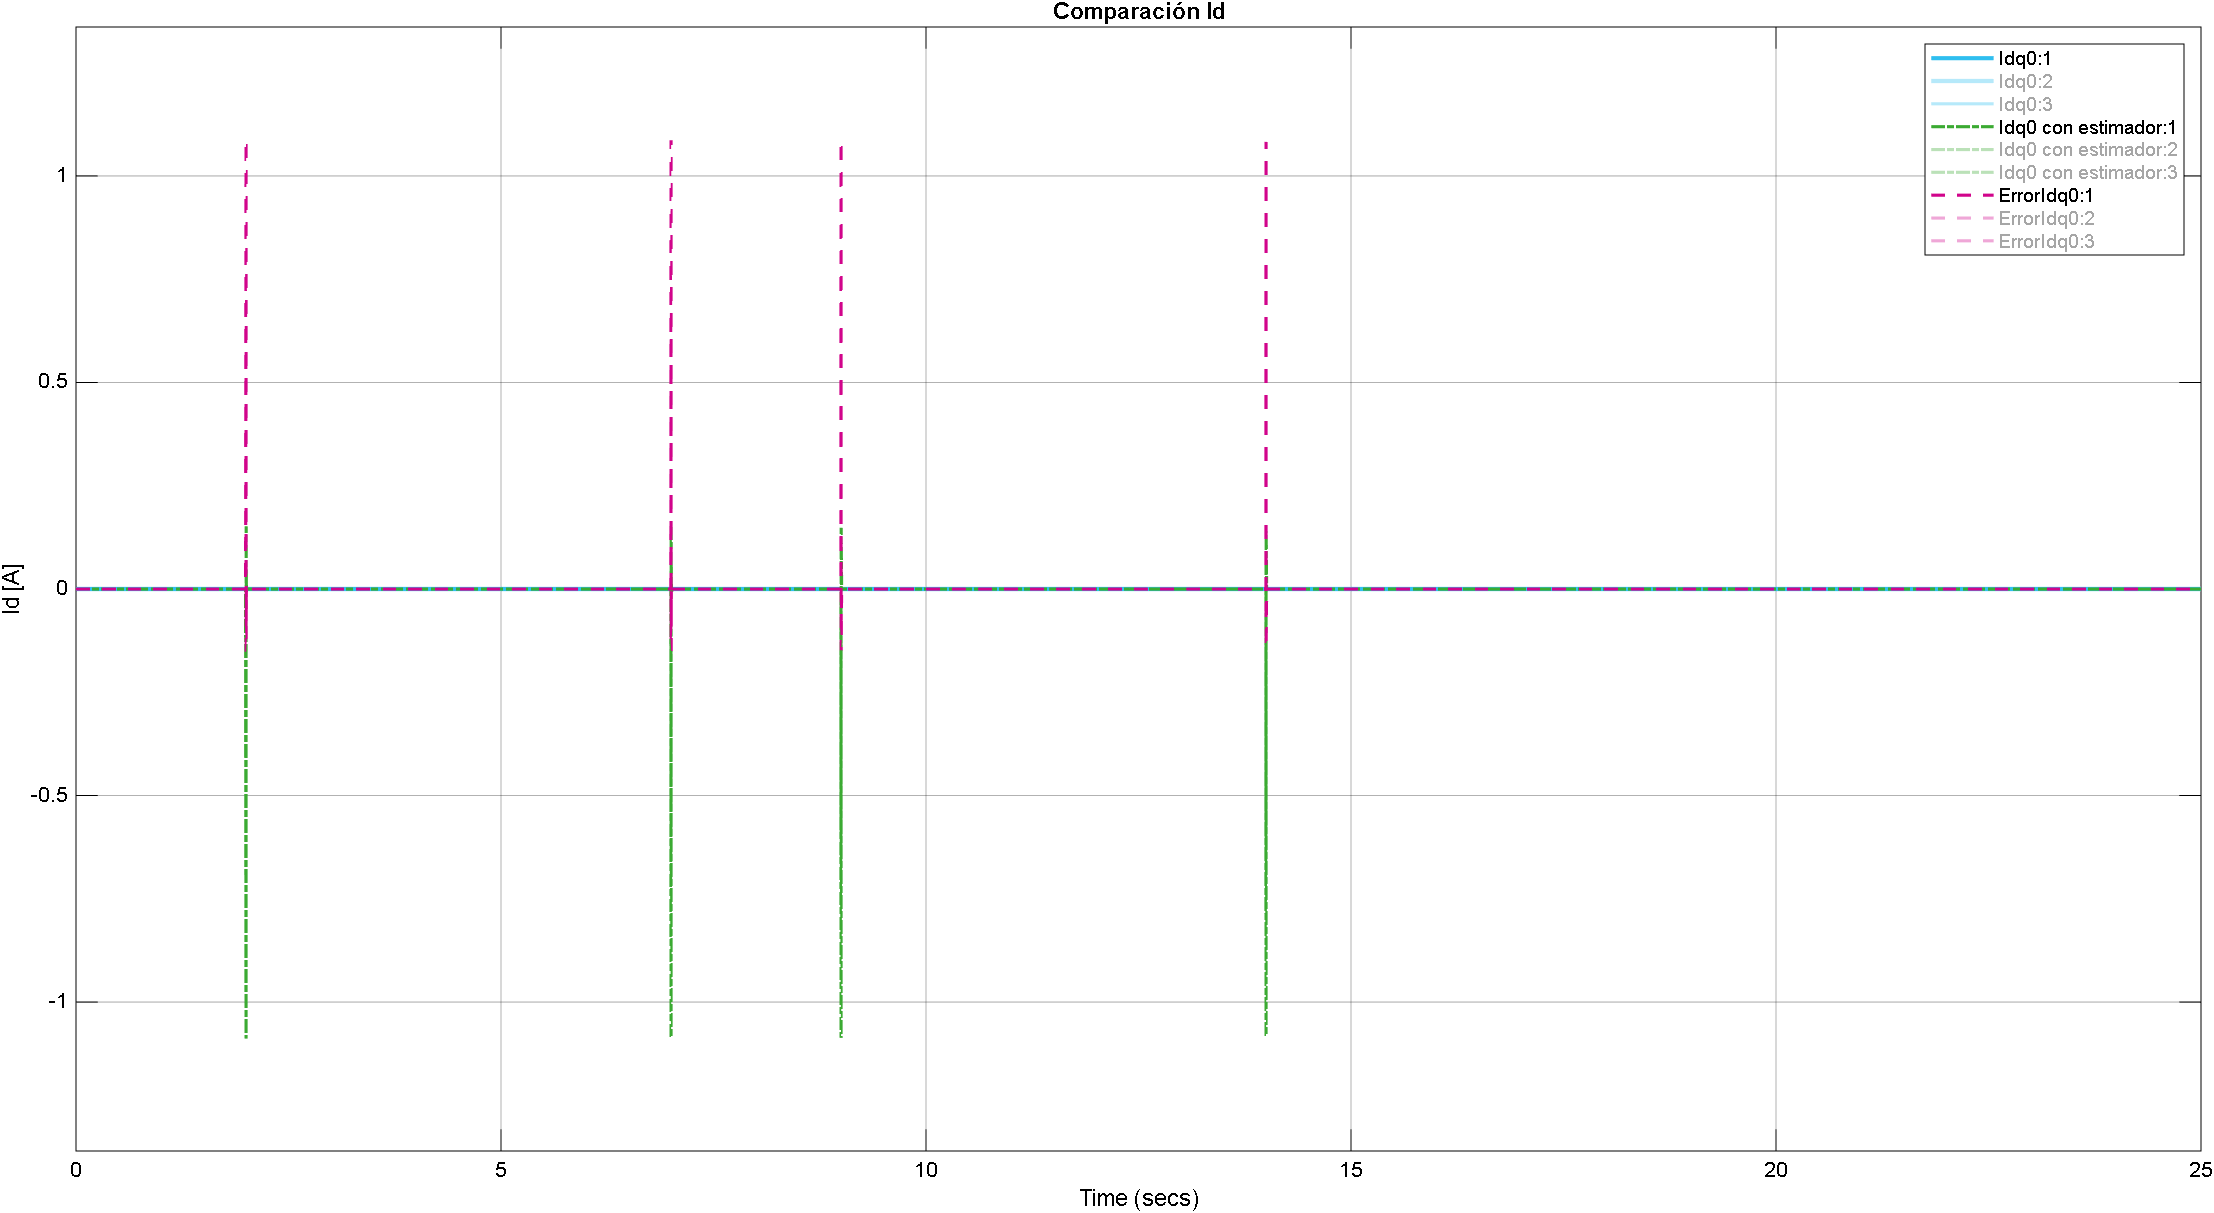 Comparación Id
Idq0:1
Idq0:2
Idq0:3
Idq0 con estimador:1
Idq0 con estimador:2
Idq0 con estimador:3
ErrorIdq0:1
ErrorIdq0:2
ErrorIdq0:3
1
0.5
0
-0.5
-1
Id [A]
0
5
10
15
20
25
Time (secs)